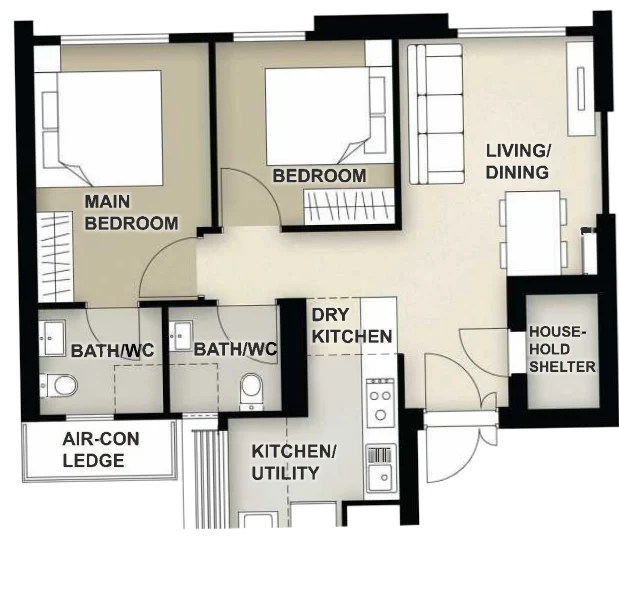 LIVING/
DINING
BEDROOM
MAIN
BEDROOM
DRY
KITCHEN
HOUSE-
HOLD
SHELTER
BATH/WC
BATH/WC
AIR-CON
LEDGE
KITCHEN/
UTILITY